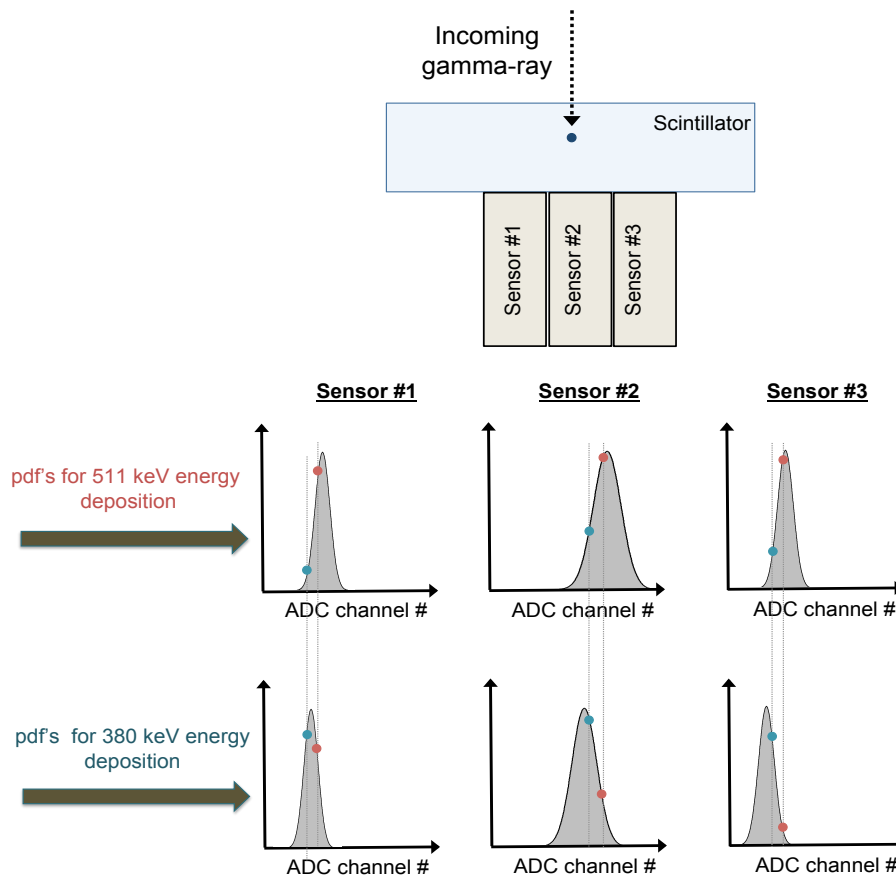 Incoming
gamma-ray
Scintillator
Sensor #1
Sensor #2
Sensor #3
Sensor #1
Sensor #2
Sensor #3
pdf's for 511 keV energy
deposition
ADC channel #
ADC channel #
ADC channel #
pdf's  for 380 keV energy
deposition
ADC channel #
ADC channel #
ADC channel #